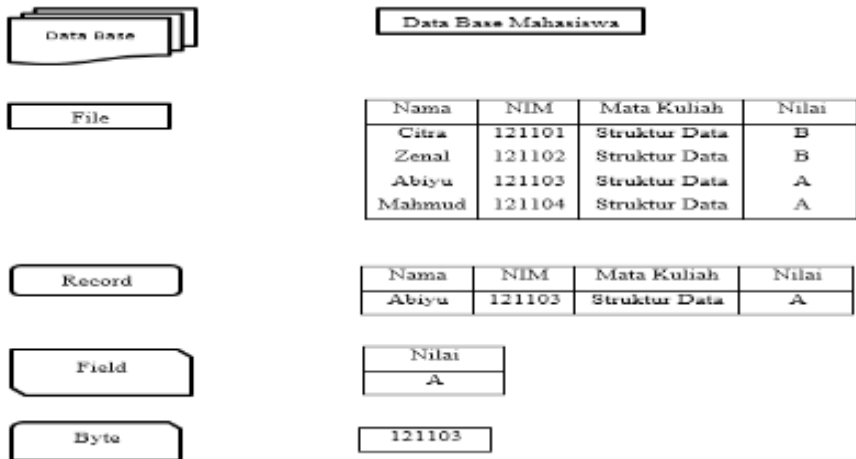 Data Base Data Base Mahasiswa
File
Nama NIM Mata Kuliah Nilai
Citra 121101 Struktur Data B
Zenal 121102 Struktur Data B
Abiyu 121103 Struktur Data A
Mahmud 121104 Struktur Data A
Record
Nama NIM Mata Kuliah Nilai
Abiyu 121103 Struktur Data A
Field
Nilai
A
Byte 121103